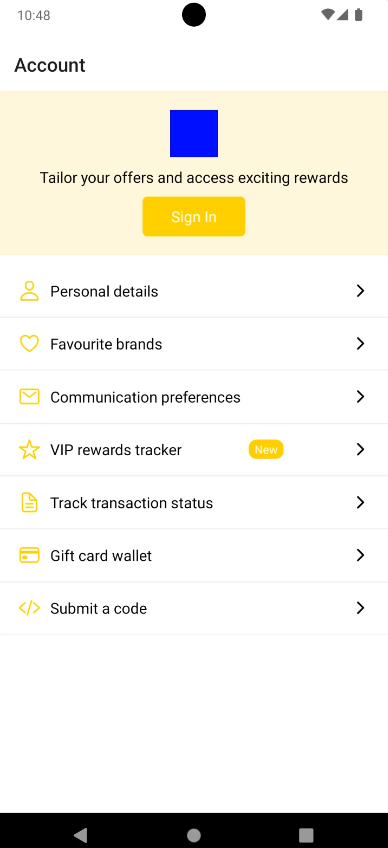 10:48
Account
Tailor your offers and access exciting rewards
Sign In
Personal details
Favourite brands
Communication preferences
VIP rewards tracker New
Track transaction status
Gift card wallet
Submit a code